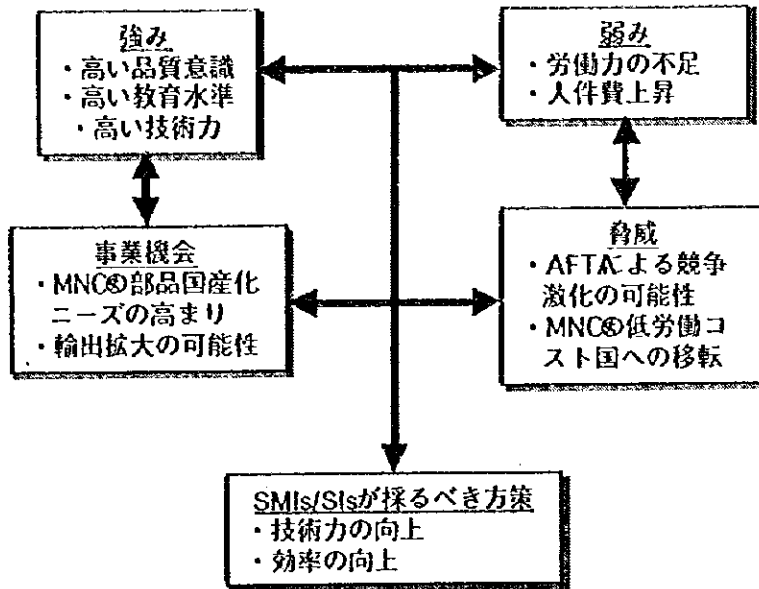 強み
・高い品質意識
・高い教育水準
・高い技術力
弱み
・労働力の不足
・人件費上昇
事業機会
・MNCの部品国産化
ニーズの高まり
・輸出拡大の可能性
脅威
・AFTAによる競争
激化の可能性
・MNCの低労働コ
スト国への移転
SMIs/SIsが採るべき方策
・技術力の向上
・効率の向上